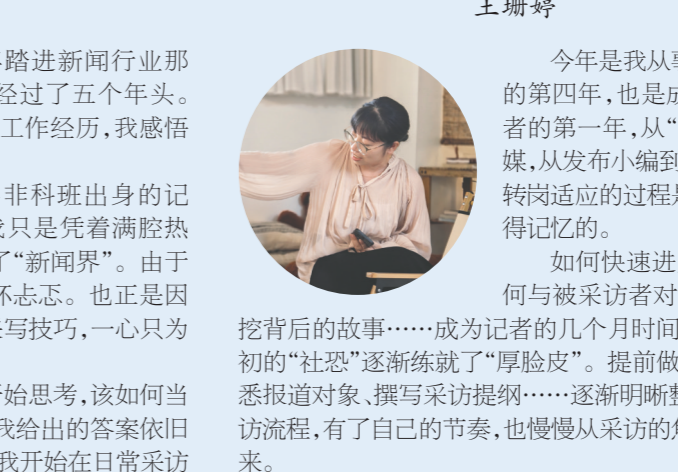 王珊婷
踏进新闻行业那
经过了五个年头。
工作经历，我感悟
非科班出身的记
我只是凭着满腔热
了“新闻界”。由于
怀忐忑。也正是因
写技巧，一心只为
开始思考，该如何当
我给出的答案依旧
我开始在日常采访
今年是我从事
的第四年，也是成
者的第一年，从“
媒，从发布小编到
转岗适应的过程是
得记忆的。
如何快速进
何与被采访者对
挖背后的故事……成为记者的几个月时间
初的“社恐”逐渐练就了“厚脸皮”。提前做
悉报道对象、撰写采访提纲……逐渐明晰整
访流程，有了自己的节奏，也慢慢从采访的角
来。